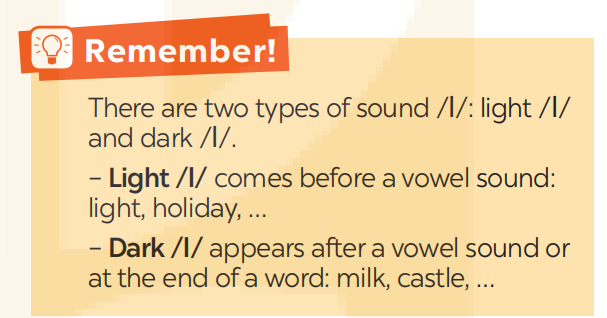 Remember!
There are two types of sound /l/: light /l/
and dark /l/.
– Light /l/ comes before a vowel sound:
light, holiday, ...
– Dark /l/ appears after a vowel sound or
at the end of a word: milk, castle, ...